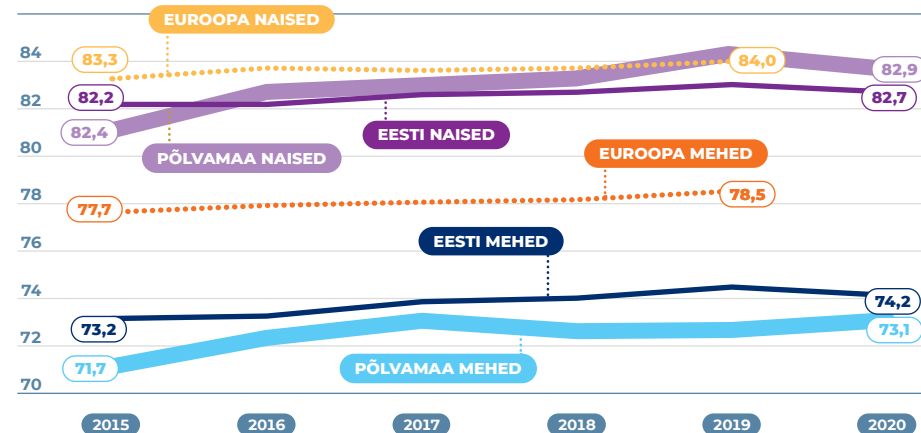 EUROOPA NAISED
84
83,3
84,0
82,9
82,2
82,7
82
82,4
EESTI NAISED
PÕLVAMAA NAISED
EUROOPA MEHED
80
78
77,7
78,5
76
EESTI MEHED
74
74,2
73,2
73,1
72
71,7
PÕLVAMAA MEHED
70
2015 2016 2017 2018 2019 2020